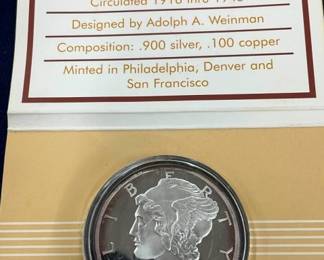 Circulated 1916 thru 1945
Designed by Adolph A. Weinman
Composition: .900 silver, .100 copper
Minted in Philadelphia, Denver and
San Francisco
LIBERTY